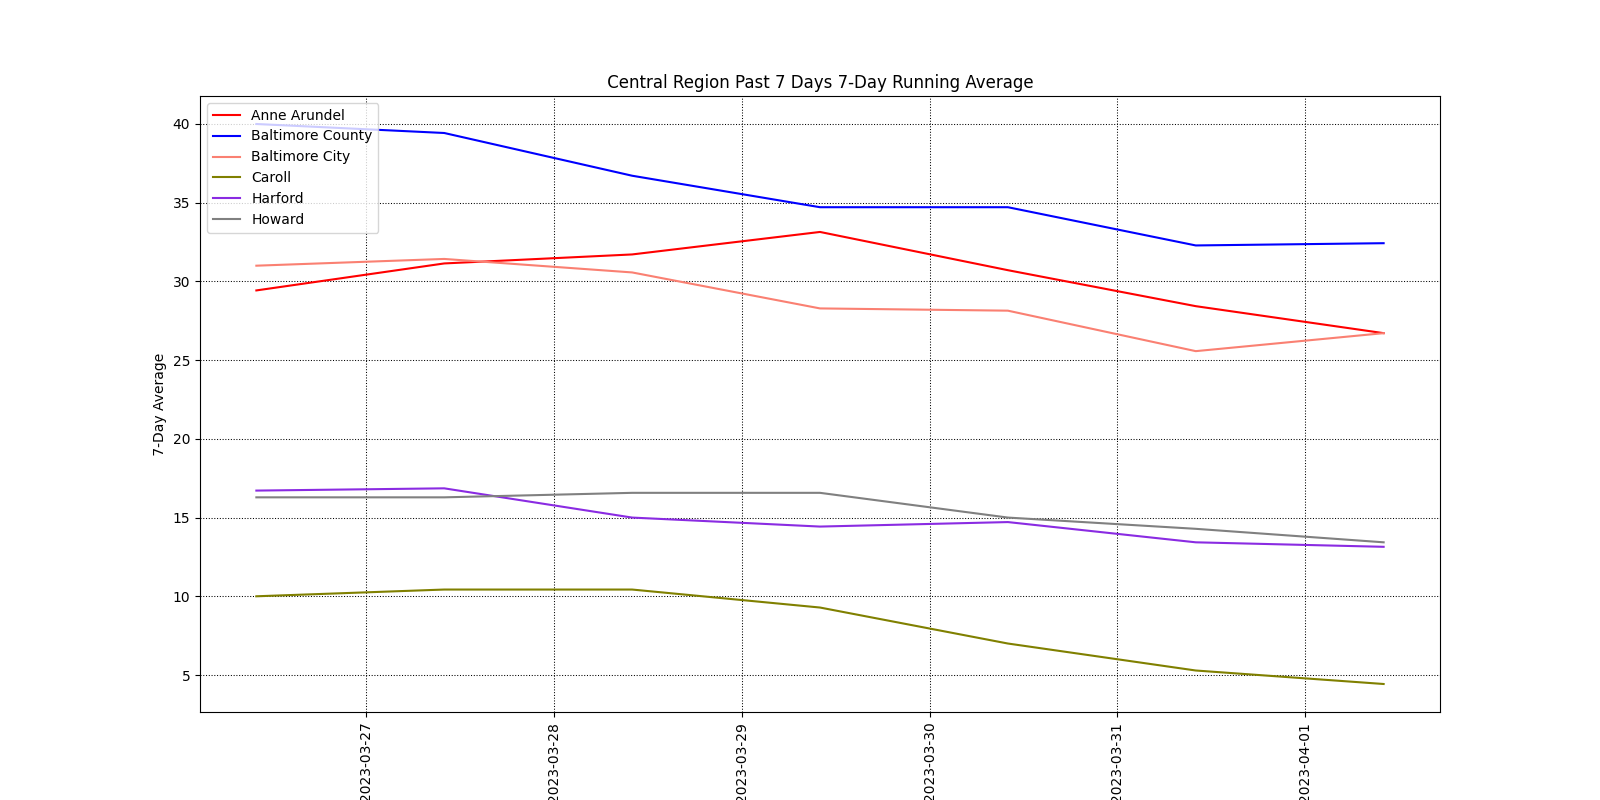 Central Region Past 7 Days 7-Day Running Average
Anne Arundel
Baltimore County
Baltimore City
Caroll
Harford
Howard
40
35
30
25
20
15
10
5
7-Day Average
2023-03-27
2023-03-28
2023-03-29
2023-03-30
2023-03-31
2023-04-01